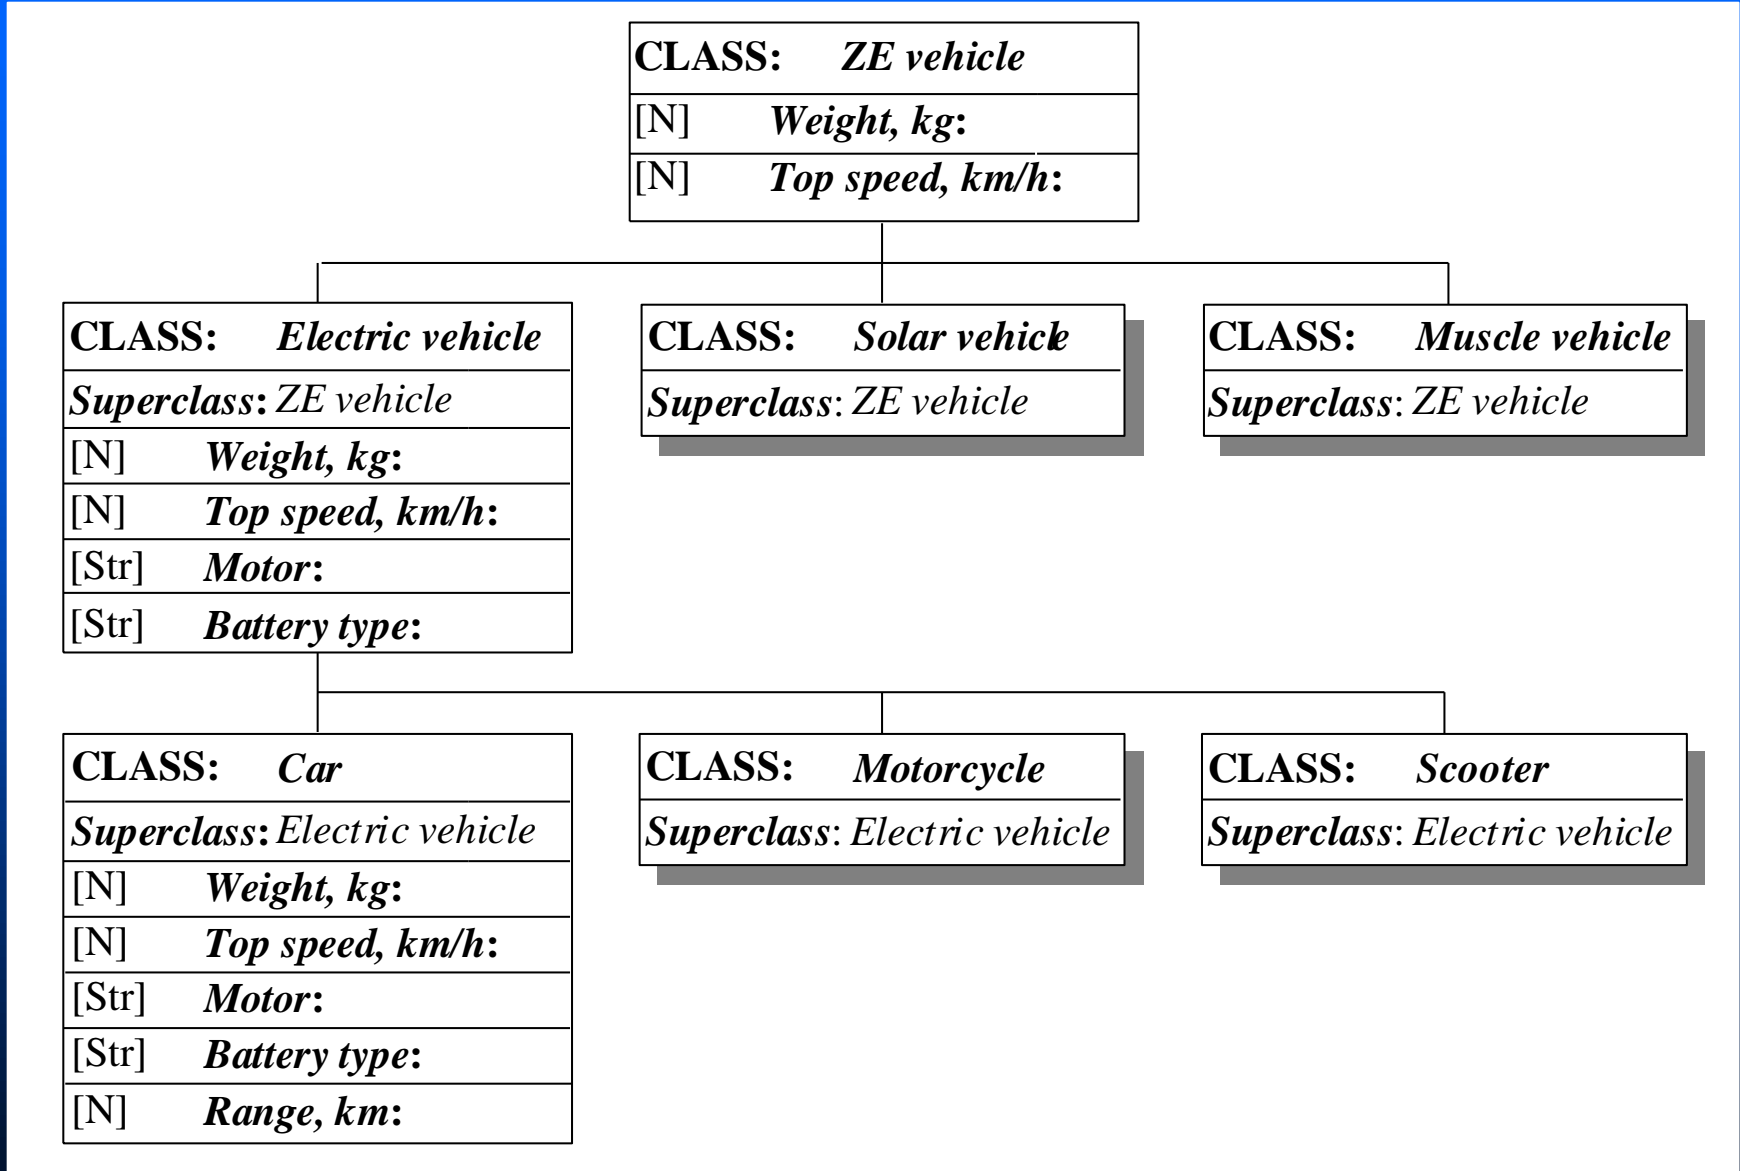 CLASS: ZE vehicle
[N] Weight, kg:
[N] Top speed, km/h:
CLASS: Electric vehicle
Superclass: ZE vehicle
[N] Weight, kg:
[N] Top speed, km/h:
[Str] Motor:
[Str] Battery type:
CLASS: Solar vehicle
Superclass: ZE vehicle
CLASS: Muscle vehicle
Superclass: ZE vehicle
CLASS: Car
Superclass: Electric vehicle
[N] Weight, kg:
[N] Top speed, km/h:
[Str] Motor:
[Str] Battery type:
[N] Range, km:
CLASS: Motorcycle
Superclass: Electric vehicle
CLASS: Scooter
Superclass: Electric vehicle